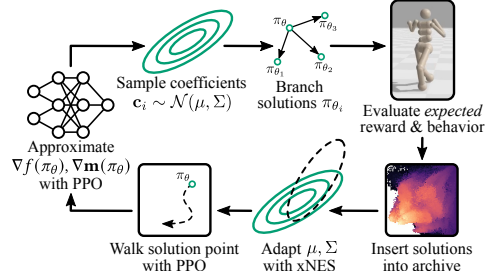 Approximate
∇f(π_θ), ∇m(π_θ)
with PPO
Sample coefficients
c_i ∼ N(μ, Σ)
π_θ
π_θ₃
π_θ₁
π_θ₂
Branch
solutions π_θᵢ
Evaluate expected
reward & behavior
Insert solutions
into archive
Adapt μ, Σ
with xNES
π_θ
Walk solution point
with PPO